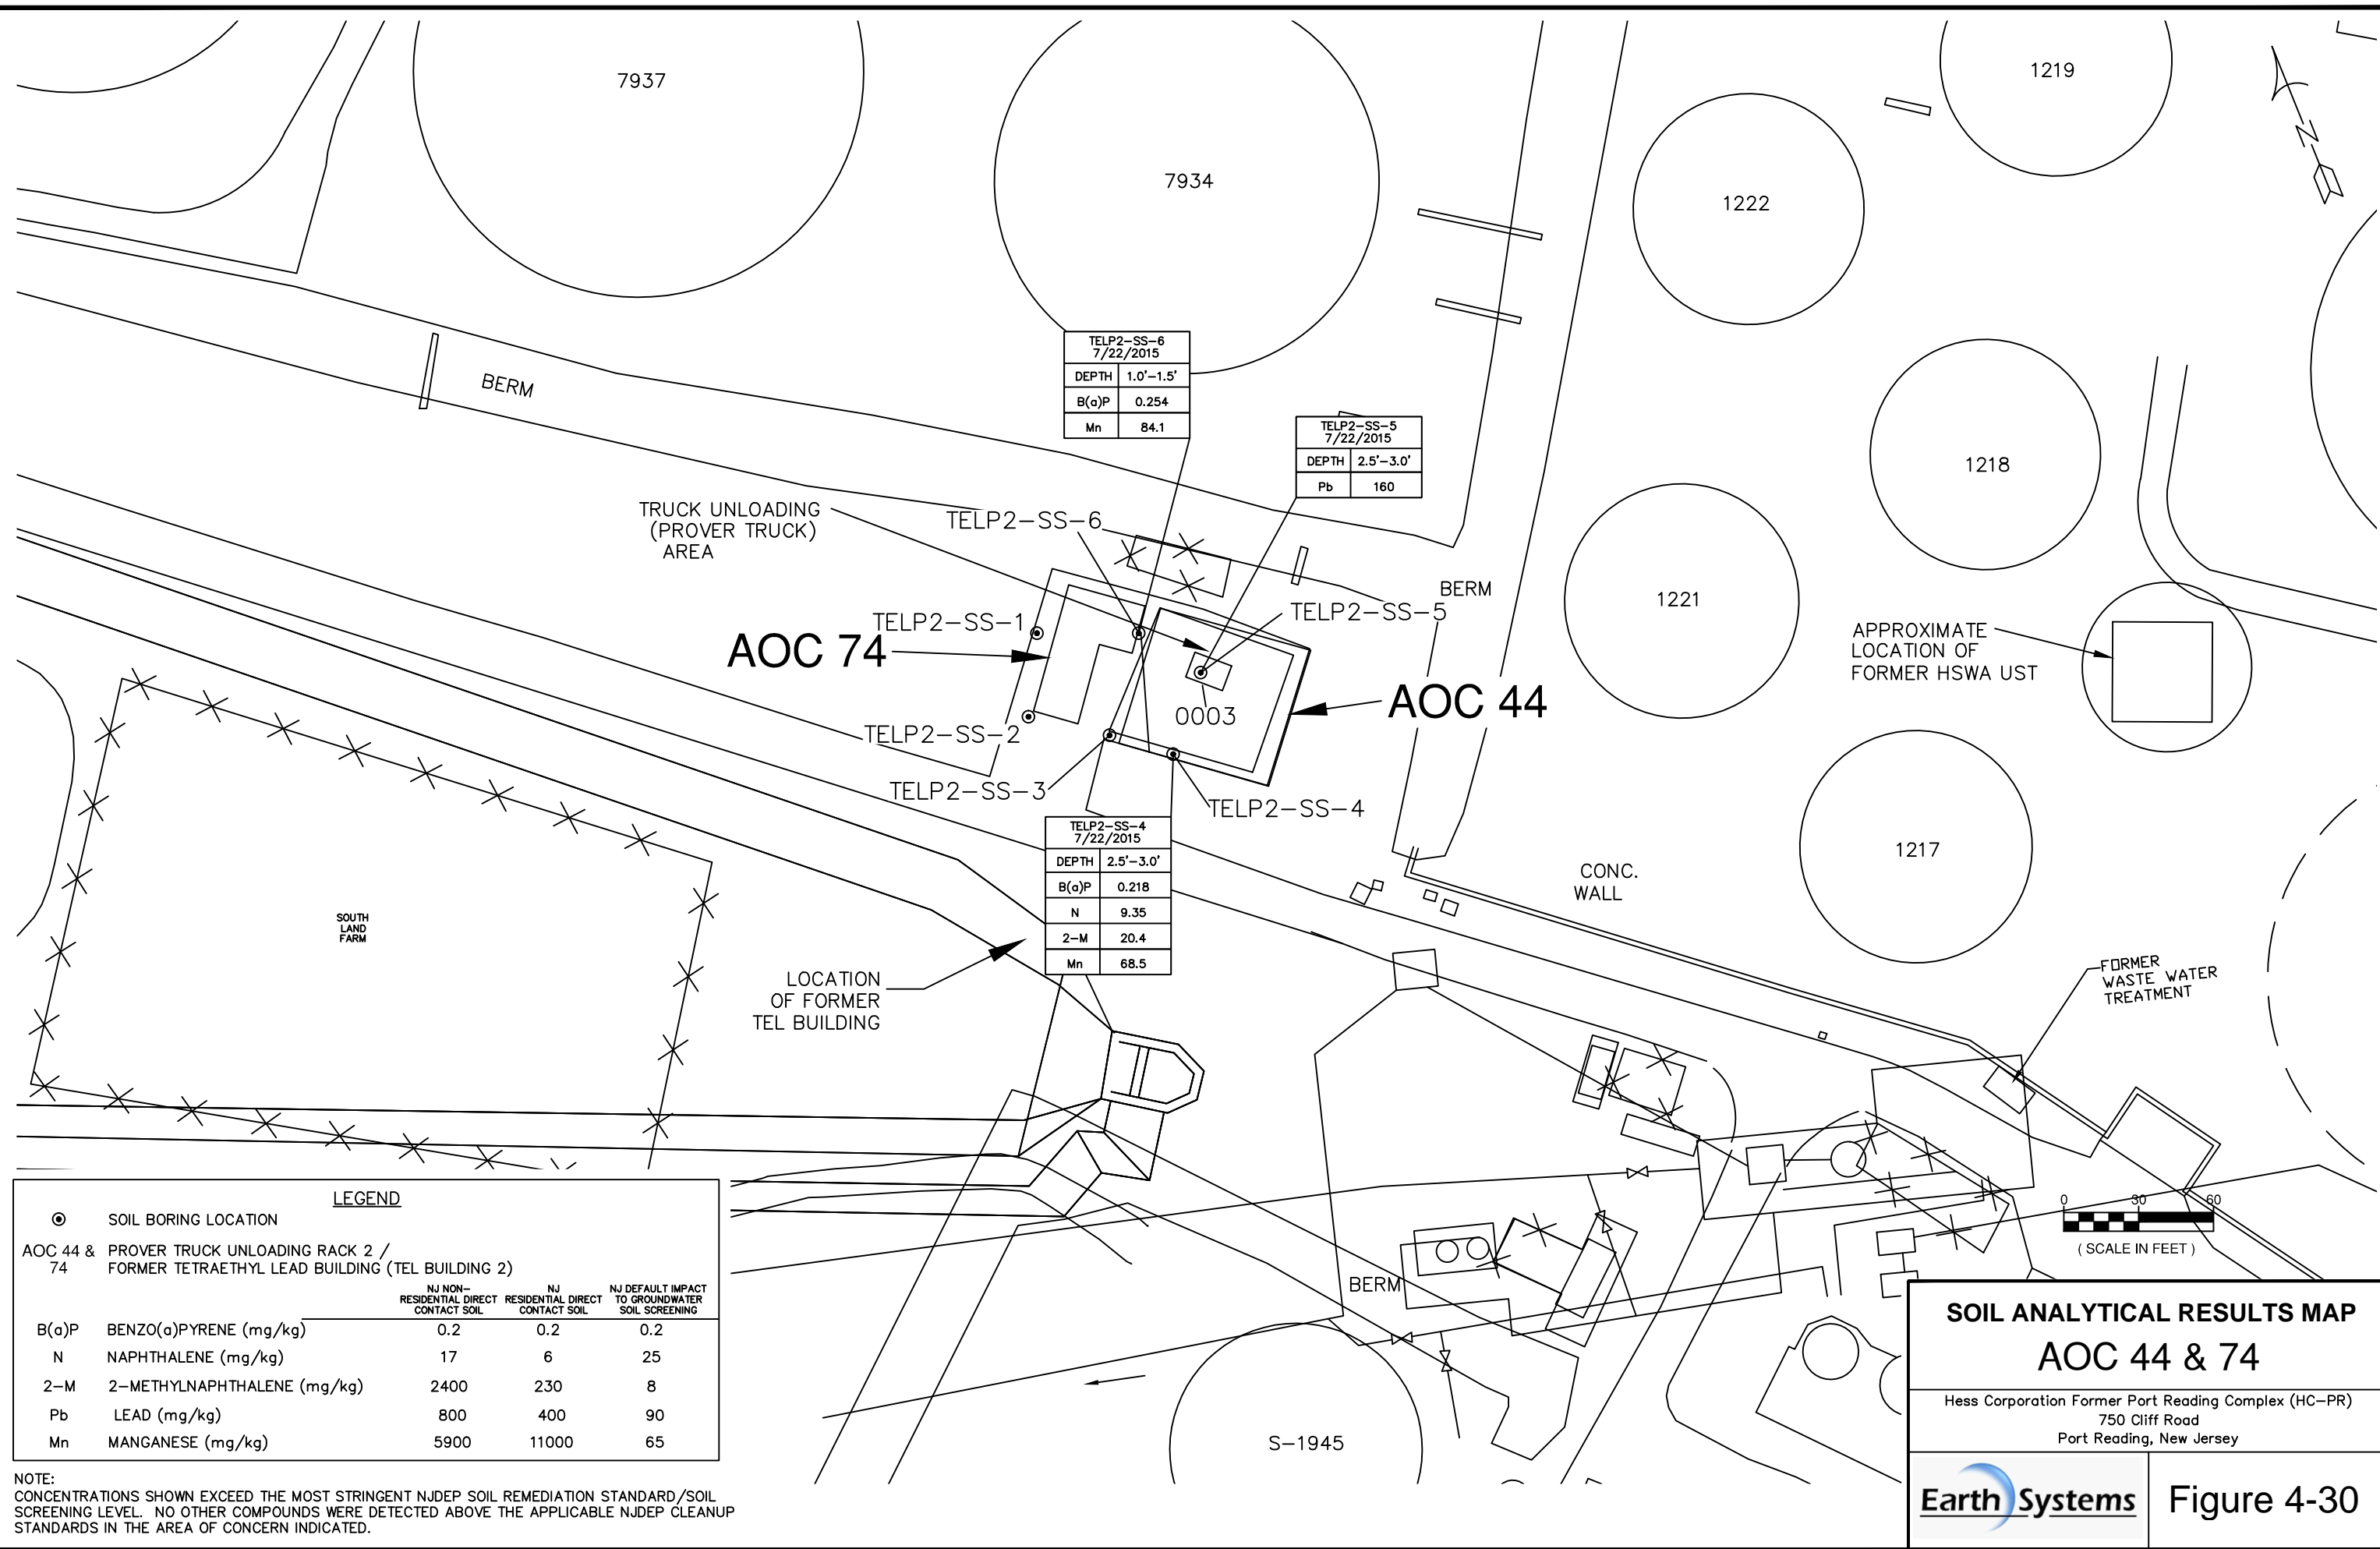 7937
7934
1219
1222
1218
1221
1217
N
BERM
TELP2-SS-6
7/22/2015
DEPTH 1.0'-1.5'
B(a)P 0.254
Mn 84.1
TELP2-SS-5
7/22/2015
DEPTH 2.5'-3.0'
Pb 160
TRUCK UNLOADING
(PROVER TRUCK)
AREA
TELP2-SS-6
BERM
TELP2-SS-5
TELP2-SS-1
AOC 74
AOC 44
0003
TELP2-SS-2
TELP2-SS-3
TELP2-SS-4
APPROXIMATE
LOCATION OF
FORMER HSWA UST
TELP2-SS-4
7/22/2015
DEPTH 2.5'-3.0'
B(a)P 0.218
N 9.35
2-M 20.4
Mn 68.5
CONC.
WALL
SOUTH
LAND
FARM
LOCATION
OF FORMER
TEL BUILDING
FORMER
WASTE WATER
TREATMENT
BERM
S-1945
0 30 60
( SCALE IN FEET )
LEGEND
SOIL BORING LOCATION
AOC 44 & PROVER TRUCK UNLOADING RACK 2 /
74 FORMER TETRAETHYL LEAD BUILDING (TEL BUILDING 2)
NJ NON- NJ NJ DEFAULT IMPACT
RESIDENTIAL DIRECT RESIDENTIAL DIRECT TO GROUNDWATER
CONTACT SOIL CONTACT SOIL SOIL SCREENING
B(a)P BENZO(a)PYRENE (mg/kg) 0.2 0.2 0.2
N NAPHTHALENE (mg/kg) 17 6 25
2-M 2-METHYLNAPHTHALENE (mg/kg) 2400 230 8
Pb LEAD (mg/kg) 800 400 90
Mn MANGANESE (mg/kg) 5900 11000 65
NOTE:
CONCENTRATIONS SHOWN EXCEED THE MOST STRINGENT NJDEP SOIL REMEDIATION STANDARD/SOIL
SCREENING LEVEL. NO OTHER COMPOUNDS WERE DETECTED ABOVE THE APPLICABLE NJDEP CLEANUP
STANDARDS IN THE AREA OF CONCERN INDICATED.
SOIL ANALYTICAL RESULTS MAP
AOC 44 & 74
Hess Corporation Former Port Reading Complex (HC-PR)
750 Cliff Road
Port Reading, New Jersey
Earth Systems
Figure 4-30